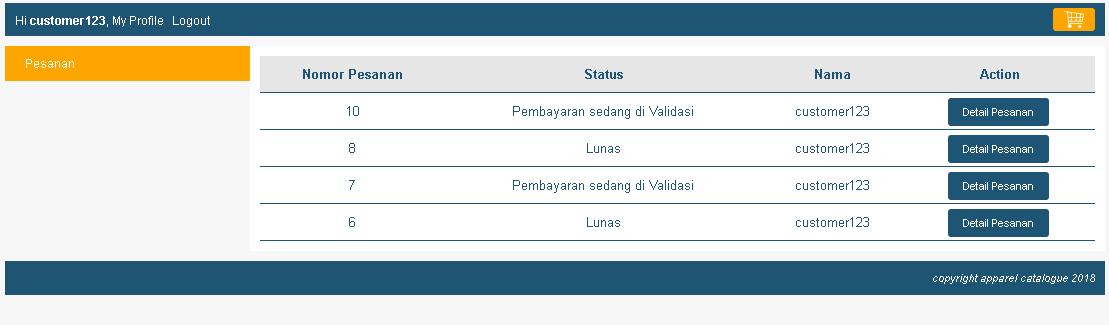 Hi customer123, My Profile Logout
Pesanan
Nomor Pesanan Status Nama Action
10 Pembayaran sedang di Validasi customer123 Detail Pesanan
8 Lunas customer123 Detail Pesanan
7 Pembayaran sedang di Validasi customer123 Detail Pesanan
6 Lunas customer123 Detail Pesanan
copyright apparel catalogue 2018